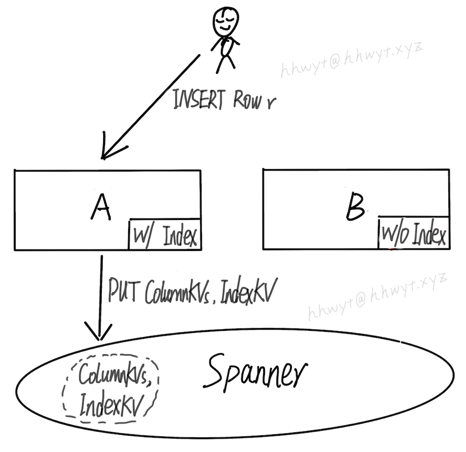 hhwyt@hhwyt.xyz
INSERT Row r
A
W/ Index
B
W/O Index
PUT ColumnKVs, IndexKV
hhwyt@hhwyt.xyz
ColumnKVs,
IndexKV
Spanner